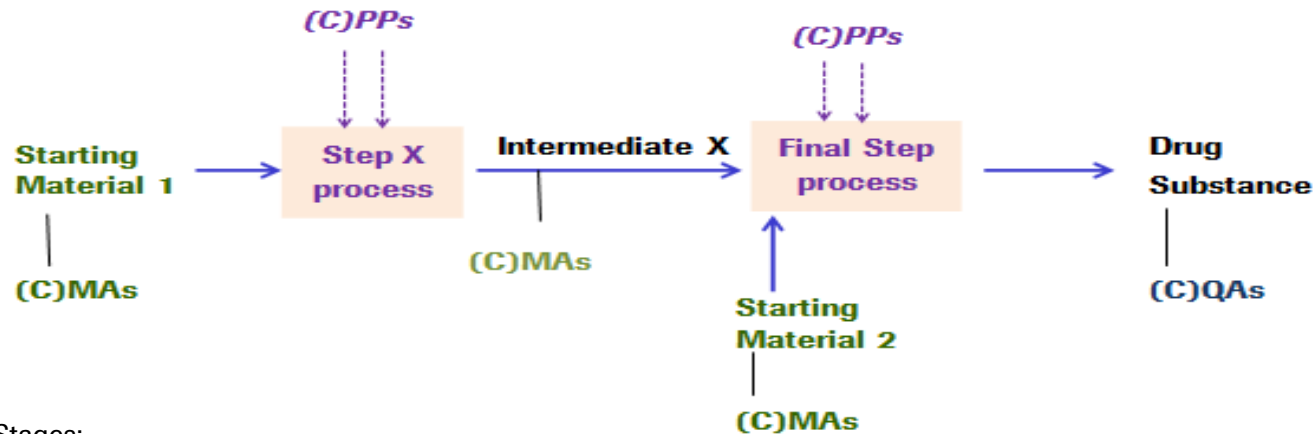 (C)PPs
(C)PPs
Starting
Material 1
Step X
process
Intermediate X
Final Step
process
Drug
Substance
(C)MAs
(C)MAs
(C)QAs
Starting
Material 2
(C)MAs
Stages: